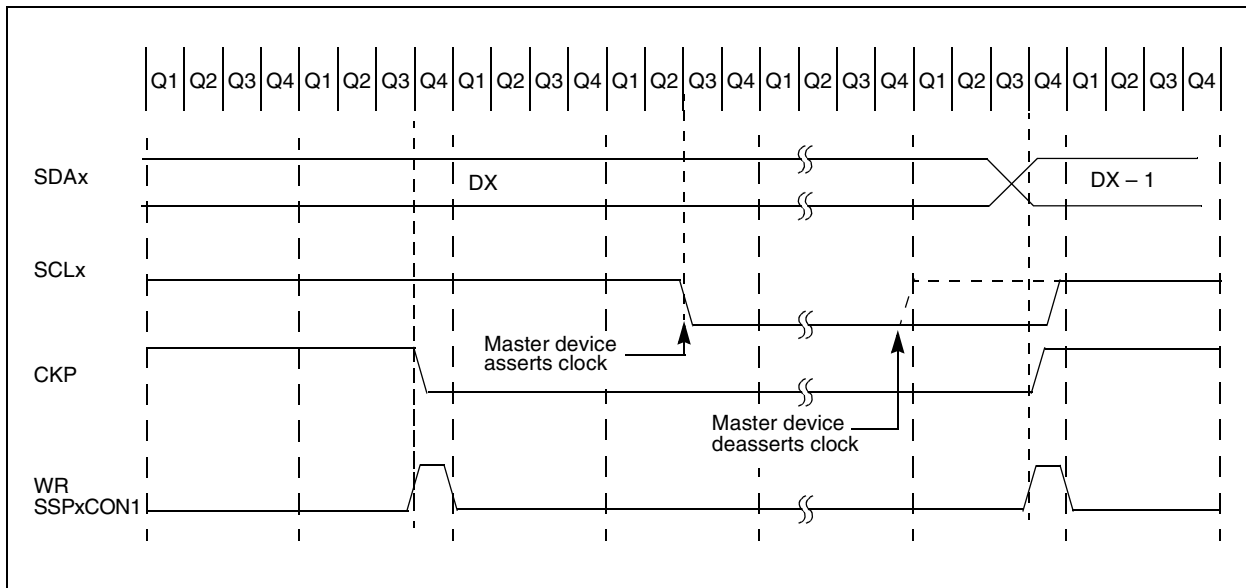 Q1 Q2 Q3 Q4 Q1 Q2 Q3 Q4 Q1 Q2 Q3 Q4 Q1 Q2 Q3 Q4 Q1 Q2 Q3 Q4 Q1 Q2 Q3 Q4 Q1 Q2 Q3 Q4
SDAx
DX
DX – 1
SCLx
Master device
asserts clock
CKP
Master device
deasserts clock
WR
SSPxCON1